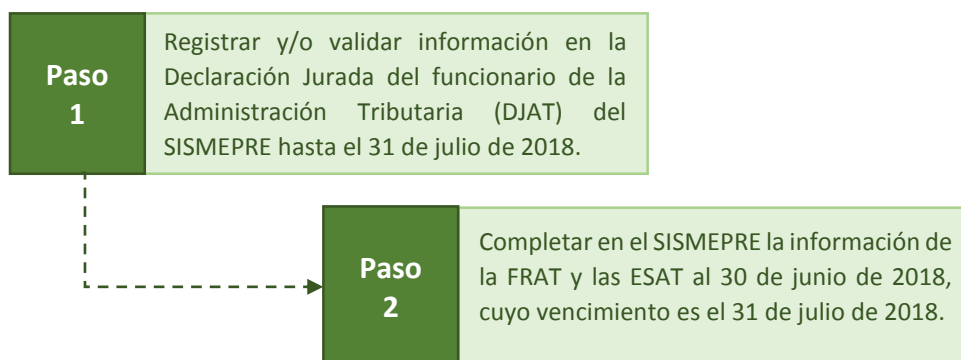 Paso
1
Registrar y/o validar información en la
Declaración Jurada del funcionario de la
Administración Tributaria (DJAT) del
SISMEPRE hasta el 31 de julio de 2018.
Paso
2
Completar en el SISMEPRE la información de
la FRAT y las ESAT al 30 de junio de 2018,
cuyo vencimiento es el 31 de julio de 2018.